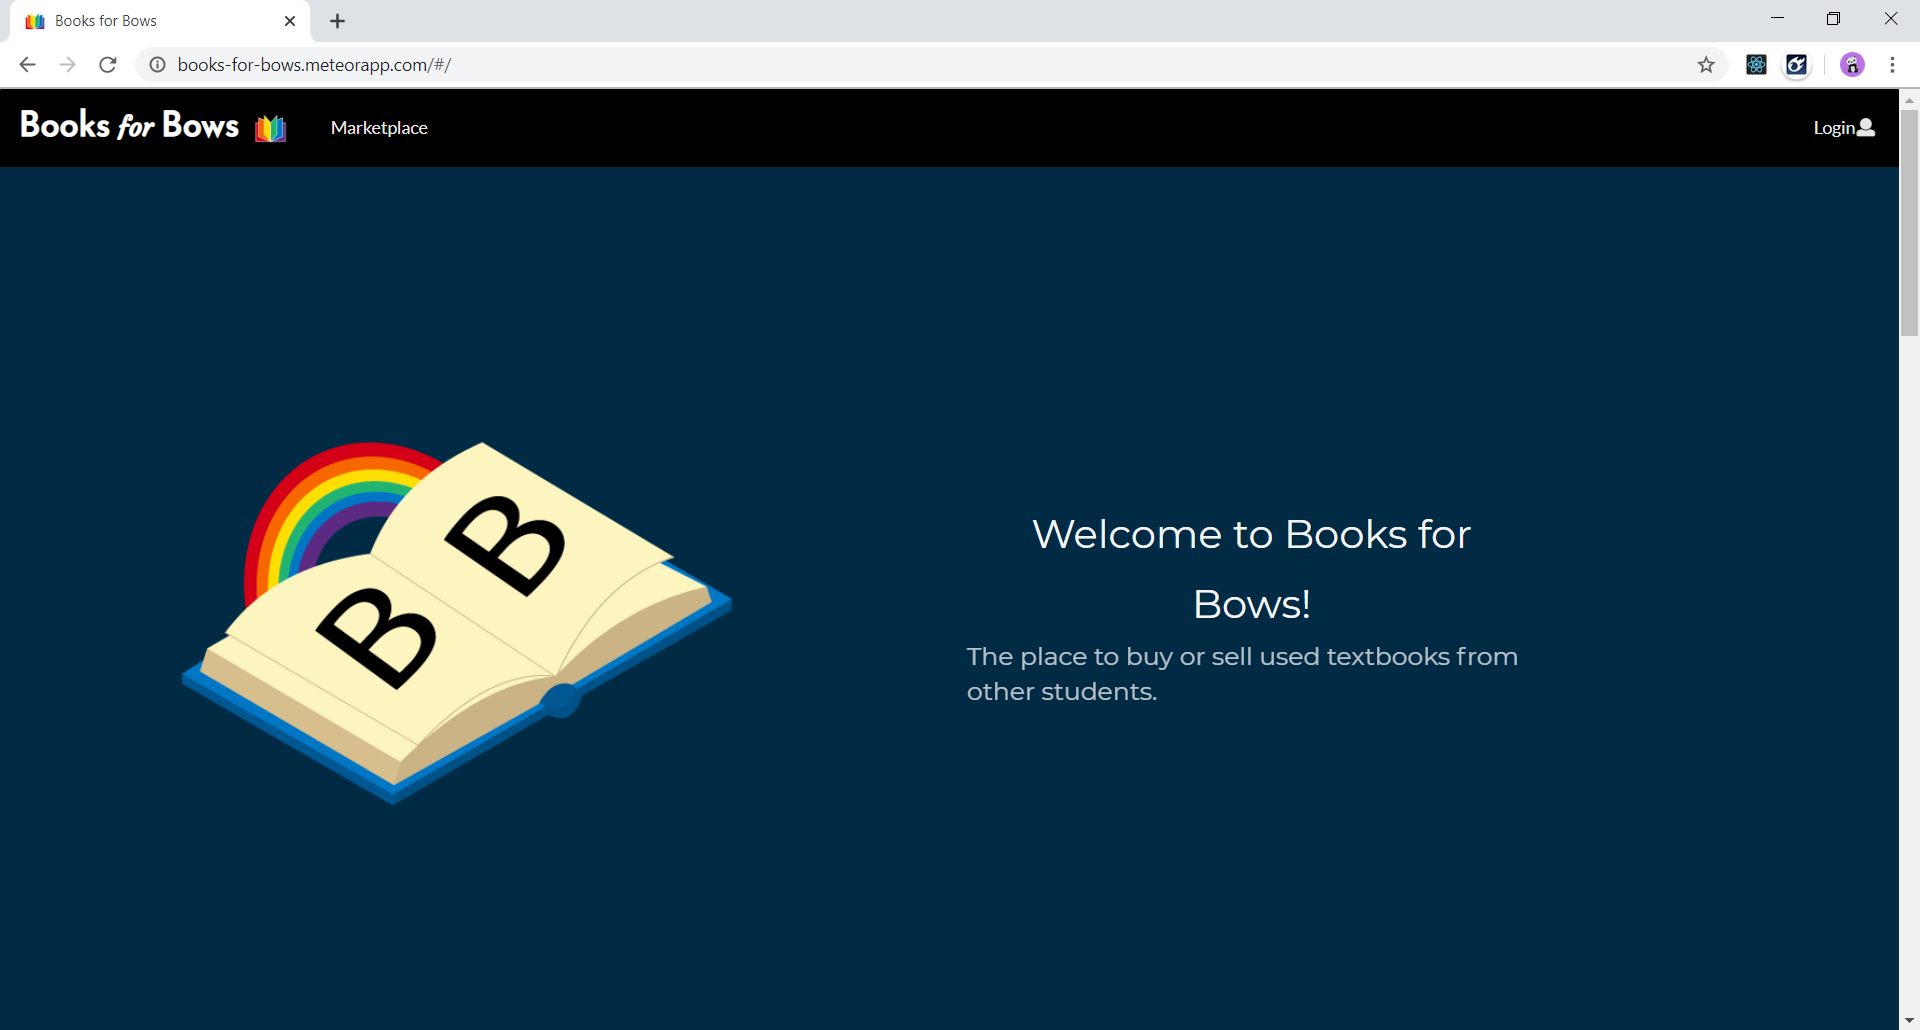 Books for Bows
books-for-bows.meteorapp.com/#/
Books for Bows
Marketplace
Login
B B
Welcome to Books for
Bows!
The place to buy or sell used textbooks from
other students.